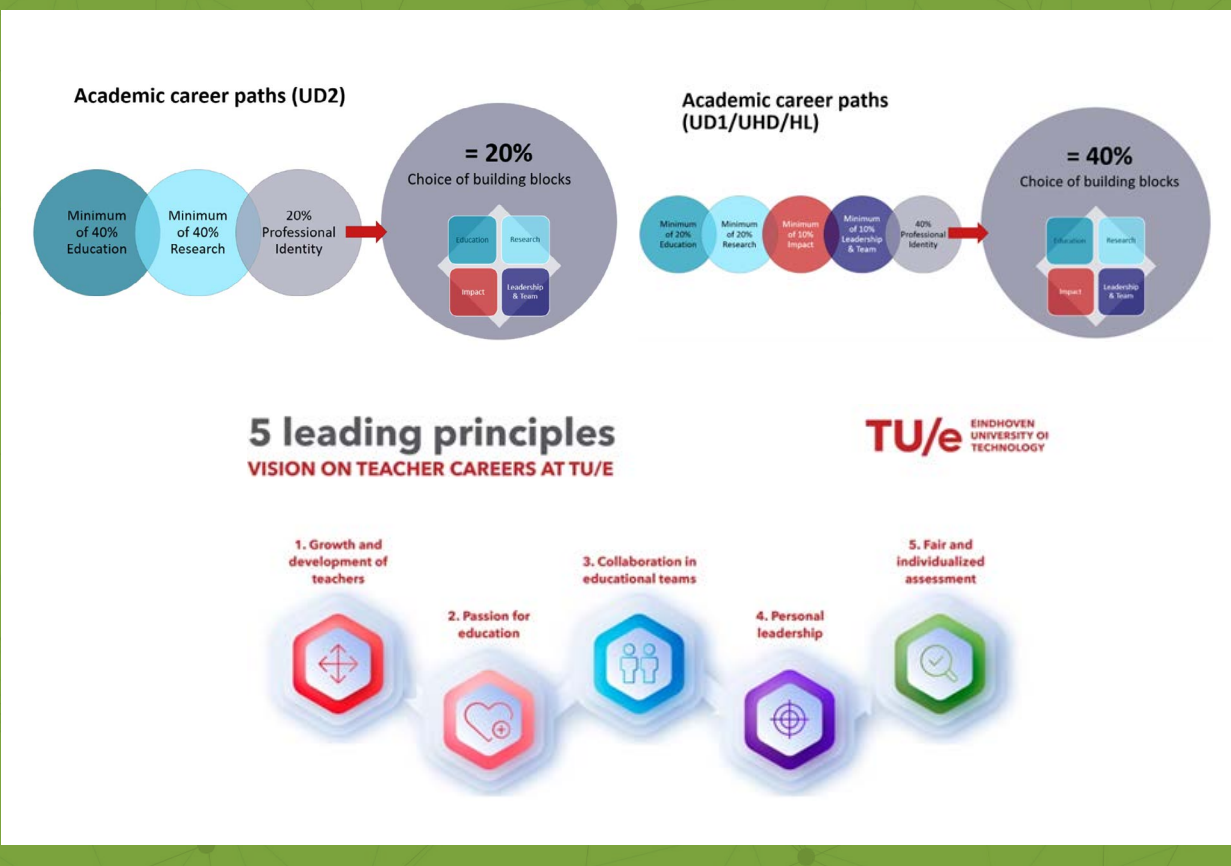 Academic career paths (UD2)
Minimum
of 40%
Education
Minimum
of 40%
Research
20%
Professional
Identity
= 20%
Choice of building blocks
Education
Research
Impact
Leadership
& Team
Academic career paths
(UD1/UHD/HL)
Minimum
of 20%
Education
Minimum
of 20%
Research
Minimum
of 10%
Impact
Minimum
of 10%
Leadership
& Team
40%
Professional
Identity
= 40%
Choice of building blocks
Education
Research
Impact
Leadership
& Team
5 leading principles
VISION ON TEACHER CAREERS AT TU/E
TU/e
EINDHOVEN
UNIVERSITY OF
TECHNOLOGY
1. Growth and
development of
teachers
2. Passion for
education
3. Collaboration in
educational teams
4. Personal
leadership
5. Fair and
individualized
assessment